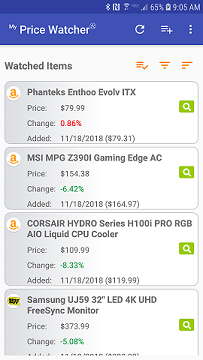 65% 9:05 AM
My Price Watcher
Watched Items
Phanteks Enthoo Evolv ITX
Price: $79.99
Change: 0.86%
Added: 11/18/2018 ($79.31)
MSI MPG Z390I Gaming Edge AC
Price: $154.38
Change: -6.42%
Added: 11/18/2018 ($164.97)
CORSAIR HYDRO Series H100i PRO RGB
AIO Liquid CPU Cooler
Price: $109.99
Change: -8.33%
Added: 11/18/2018 ($119.99)
Samsung UJ59 32" LED 4K UHD
FreeSync Monitor
Price: $373.99
Change: -5.08%